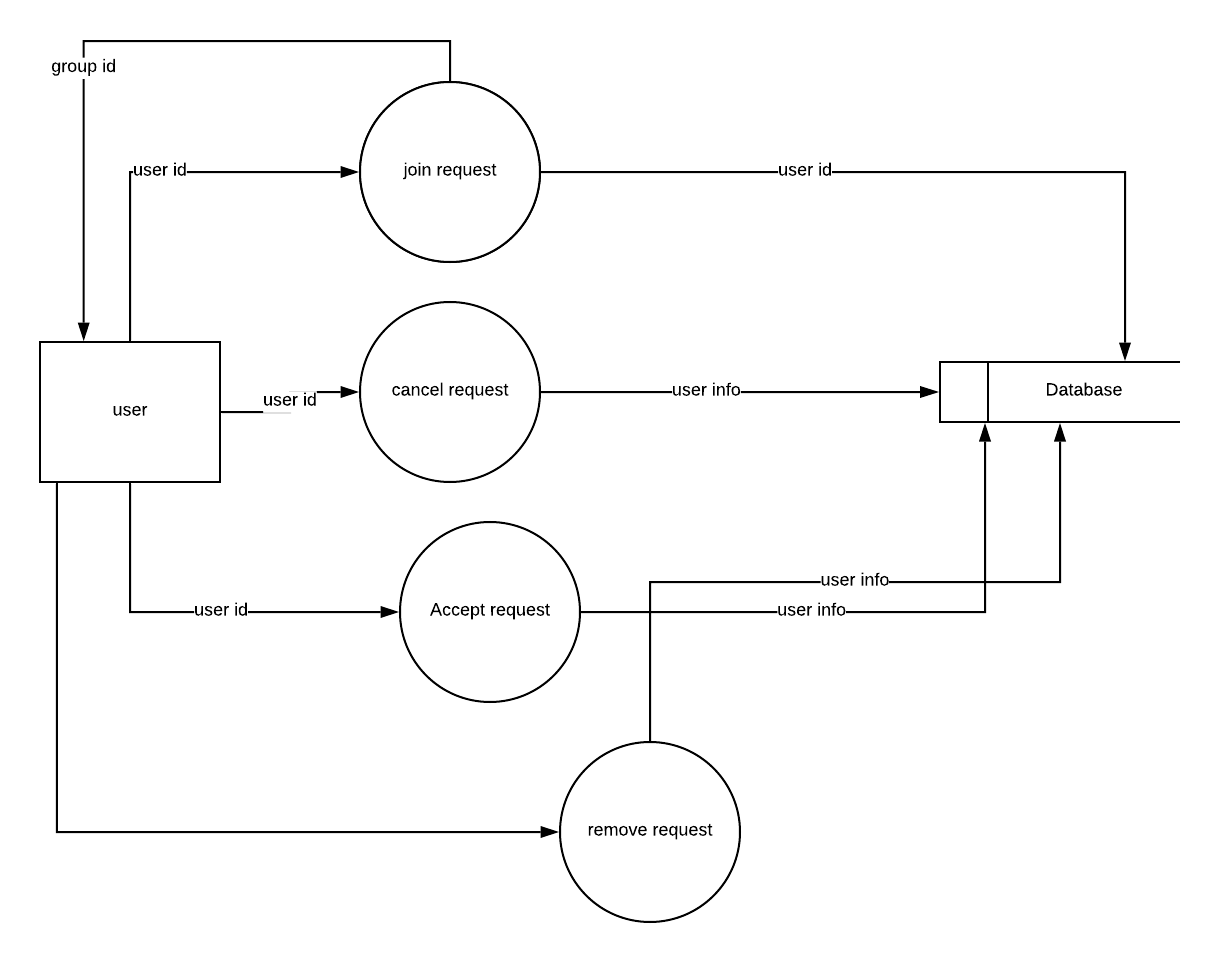 group id
user id
join request
user id
user
user id
cancel request
user info
Database
user id
Accept request
user info
user info
remove request